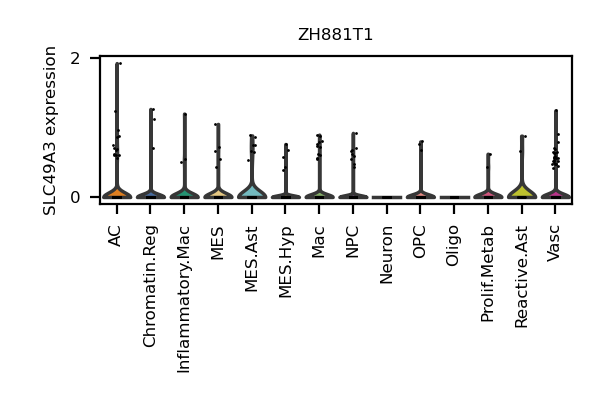 ZH881T1
SLC49A3 expression
2
0
AC
Chromatin.Reg
Inflammatory.Mac
MES
MES.Ast
MES.Hyp
Mac
NPC
Neuron
OPC
Oligo
Prolif.Metab
Reactive.Ast
Vasc